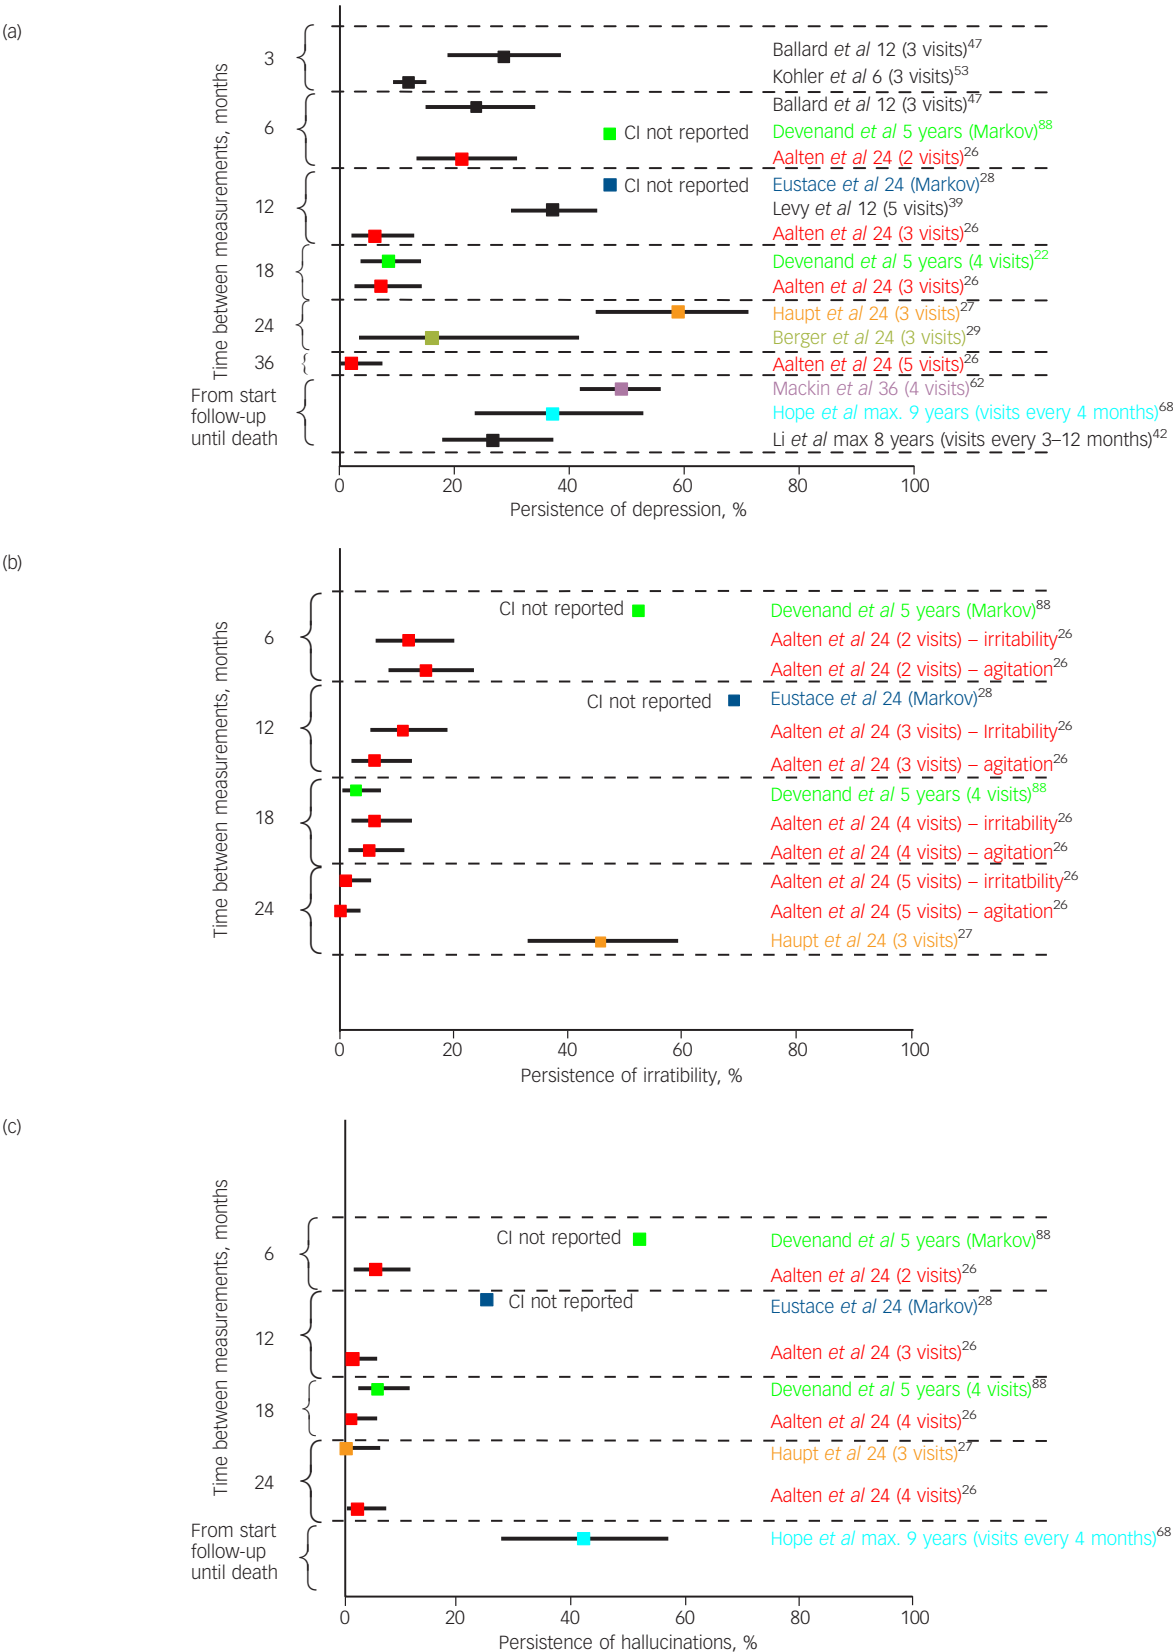 (a)
Time between measurements, months
3
Ballard et al 12 (3 visits)47
Kohler et al 6 (3 visits)53
6
Ballard et al 12 (3 visits)47
CI not reported Devenand et al 5 years (Markov)88
Aalten et al 24 (2 visits)26
12
CI not reported Eustace et al 24 (Markov)28
Levy et al 12 (5 visits)39
Aalten et al 24 (3 visits)26
18
Devenand et al 5 years (4 visits)22
Aalten et al 24 (3 visits)26
24
Haupt et al 24 (3 visits)27
Berger et al 24 (3 visits)29
36
Aalten et al 24 (5 visits)26
From start
follow-up
until death
Mackin et al 36 (4 visits)62
Hope et al max. 9 years (visits every 4 months)68
Li et al max 8 years (visits every 3–12 months)42
0 20 40 60 80 100
Persistence of depression, %
(b)
Time between measurements, months
6
CI not reported Devenand et al 5 years (Markov)88
Aalten et al 24 (2 visits) – irritability26
Aalten et al 24 (2 visits) – agitation26
12
CI not reported Eustace et al 24 (Markov)28
Aalten et al 24 (3 visits) – Irritability26
Aalten et al 24 (3 visits) – agitation26
18
Devenand et al 5 years (4 visits)88
Aalten et al 24 (4 visits) – irritability26
Aalten et al 24 (4 visits) – agitation26
24
Aalten et al 24 (5 visits) – irritatbility26
Aalten et al 24 (5 visits) – agitation26
Haupt et al 24 (3 visits)27
0 20 40 60 80 100
Persistence of irratibility, %
(c)
Time between measurements, months
6
CI not reported Devenand et al 5 years (Markov)88
Aalten et al 24 (2 visits)26
12
CI not reported Eustace et al 24 (Markov)28
Aalten et al 24 (3 visits)26
18
Devenand et al 5 years (4 visits)88
Aalten et al 24 (4 visits)26
24
Haupt et al 24 (3 visits)27
Aalten et al 24 (4 visits)26
From start
follow-up
until death
Hope et al max. 9 years (visits every 4 months)68
0 20 40 60 80 100
Persistence of hallucinations, %